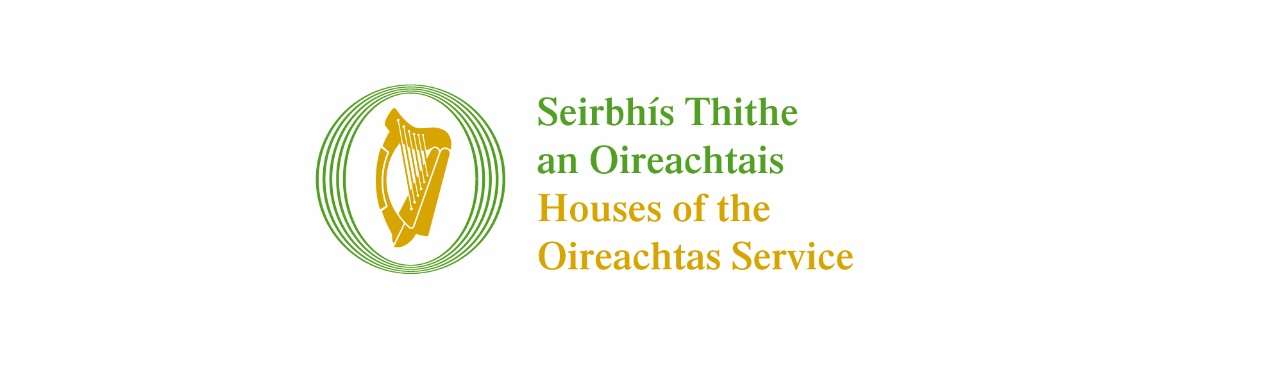 Seirbhís Thithe
an Oireachtais
Houses of the
Oireachtas Service